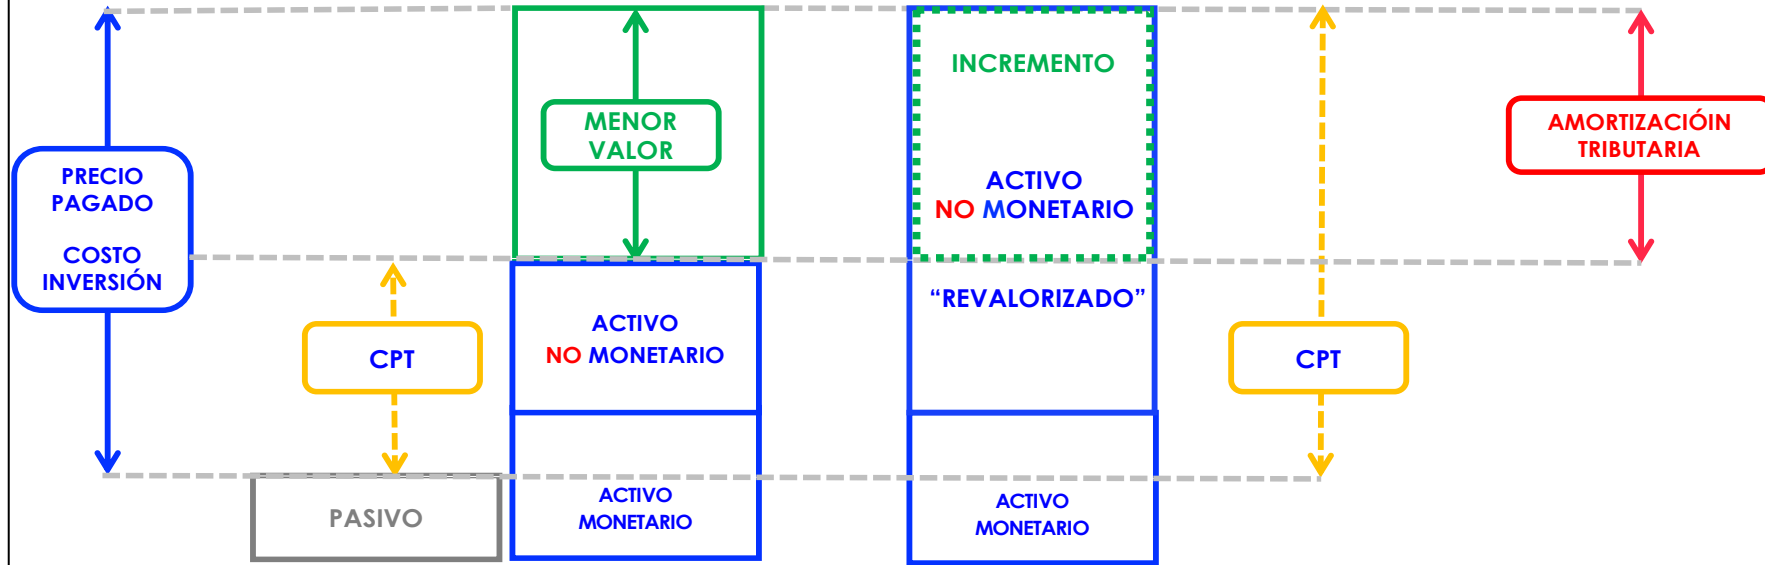 PRECIO
PAGADO
COSTO
INVERSIÓN
CPT
PASIVO
MENOR
VALOR
ACTIVO
NO MONETARIO
ACTIVO
MONETARIO
INCREMENTO
ACTIVO
NO MONETARIO
“REVALORIZADO”
ACTIVO
MONETARIO
CPT
AMORTIZACIÓIN
TRIBUTARIA